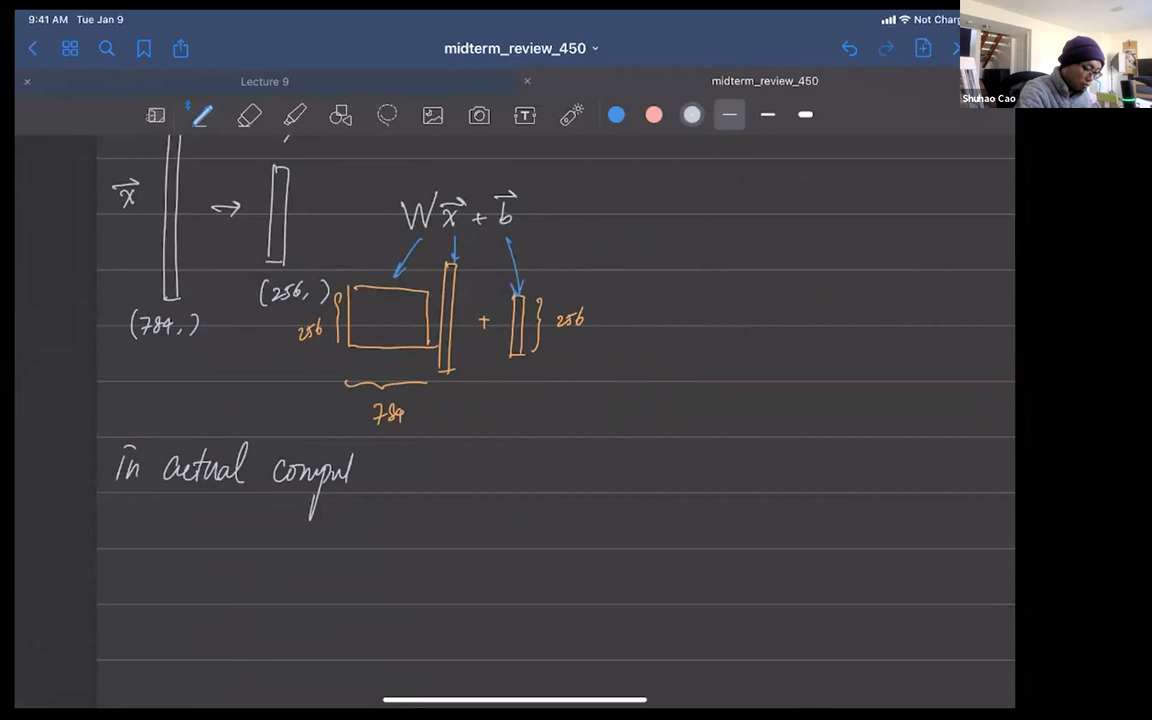 9:41 AM Tue Jan 9
Not Charg
midterm_review_450
Lecture 9
midterm_review_450
T
Shuhao Cao
x
↔
W x + b
(256, )
(784, )
256
+
256
784
In actual comput